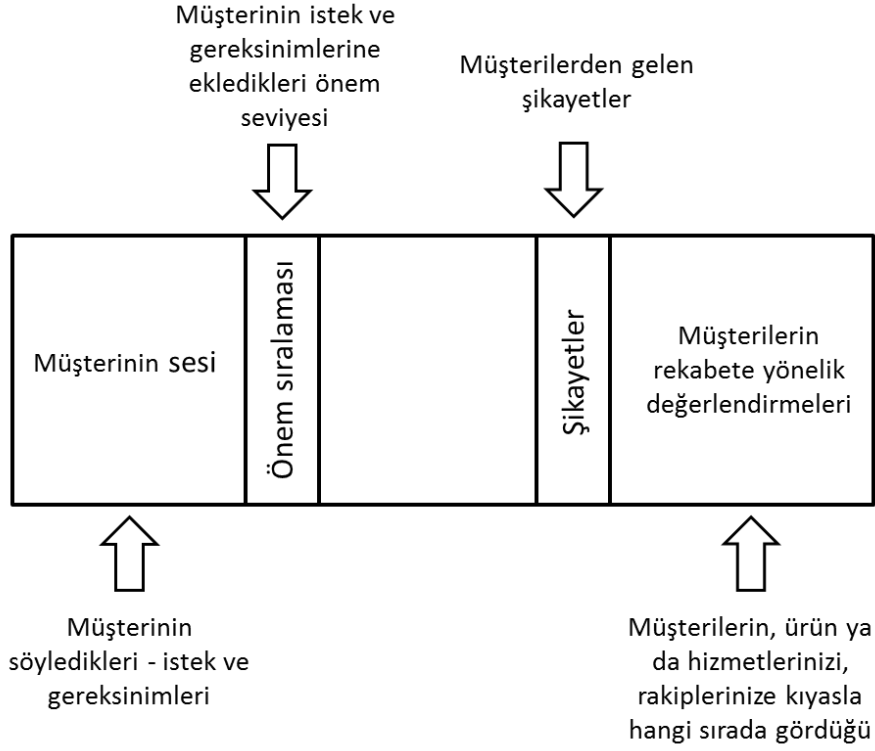 Müşterinin istek ve
gereksinimlerine
ekledikleri önem
seviyesi
Müşterilerden gelen
şikayetler
Müşterinin sesi
Önem sıralaması
Şikayetler
Müşterilerin
rekabete yönelik
değerlendirmeleri
Müşterinin
söyledikleri - istek ve
gereksinimleri
Müşterilerin, ürün ya
da hizmetlerinizi,
rakiplerinize kıyasla
hangi sırada gördüğü